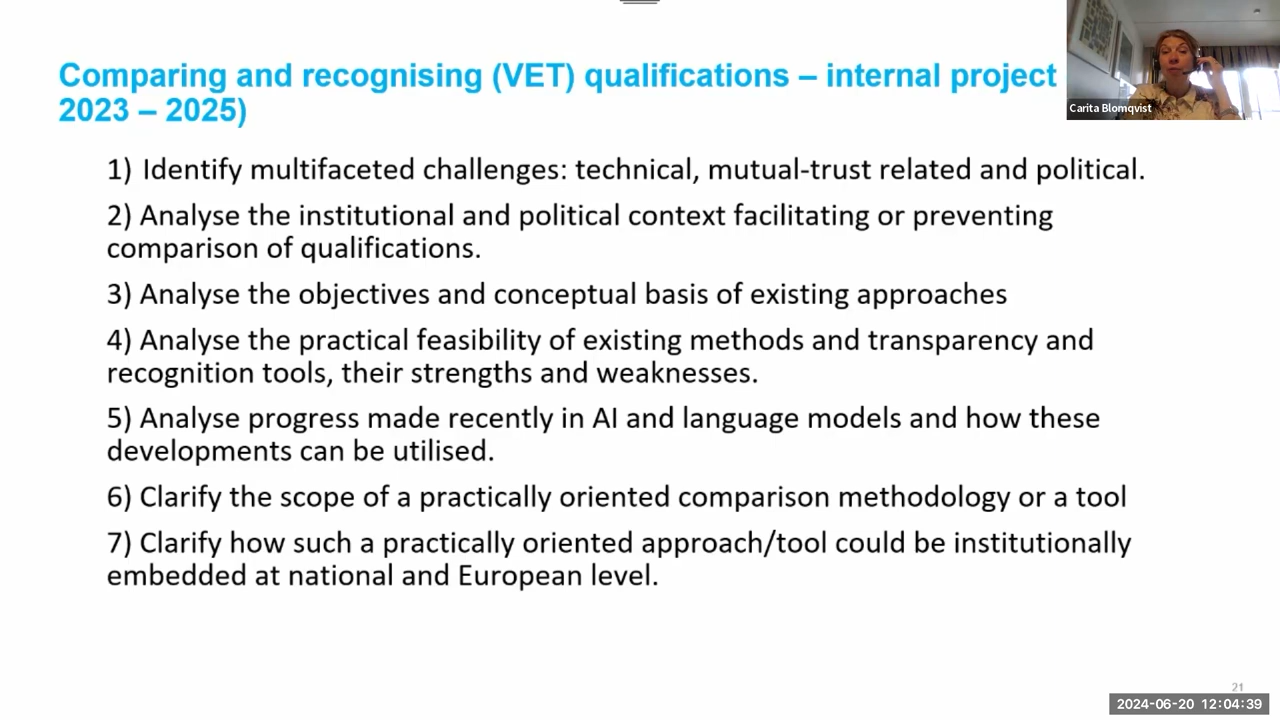 Comparing and recognising (VET) qualifications – internal project
2023 – 2025)
Carita Blomqvist
1) Identify multifaceted challenges: technical, mutual-trust related and political.
2) Analyse the institutional and political context facilitating or preventing
comparison of qualifications.
3) Analyse the objectives and conceptual basis of existing approaches
4) Analyse the practical feasibility of existing methods and transparency and
recognition tools, their strengths and weaknesses.
5) Analyse progress made recently in AI and language models and how these
developments can be utilised.
6) Clarify the scope of a practically oriented comparison methodology or a tool
7) Clarify how such a practically oriented approach/tool could be institutionally
embedded at national and European level.
21
2024-06-20 12:04:39